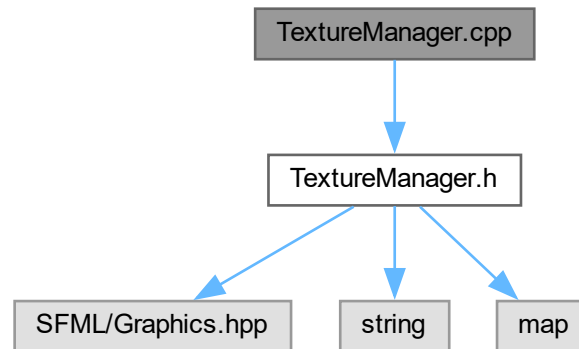 TextureManager.cpp
TextureManager.h
SFML/Graphics.hpp
string
map